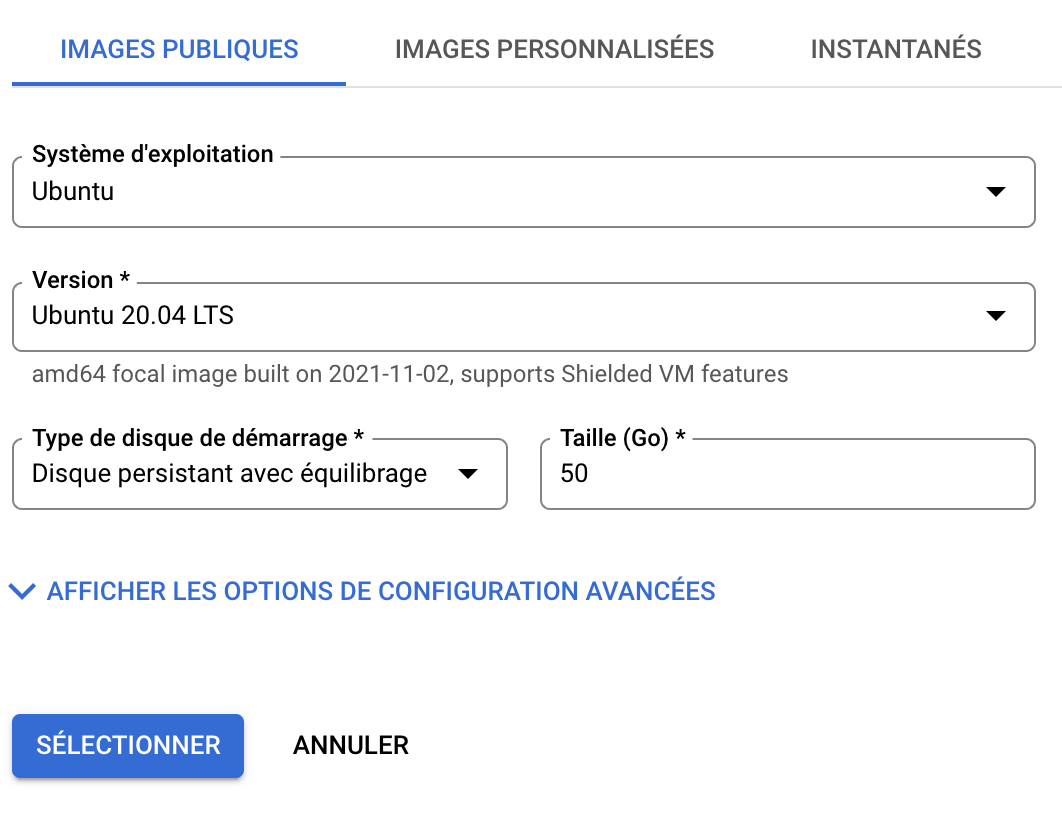 IMAGES PUBLIQUES IMAGES PERSONNALISÉES INSTANTANÉS
Système d'exploitation
Ubuntu
Version *
Ubuntu 20.04 LTS
amd64 focal image built on 2021-11-02, supports Shielded VM features
Type de disque de démarrage * Taille (Go) *
Disque persistant avec équilibrage 50
AFFICHER LES OPTIONS DE CONFIGURATION AVANCÉES
SÉLECTIONNER ANNULER